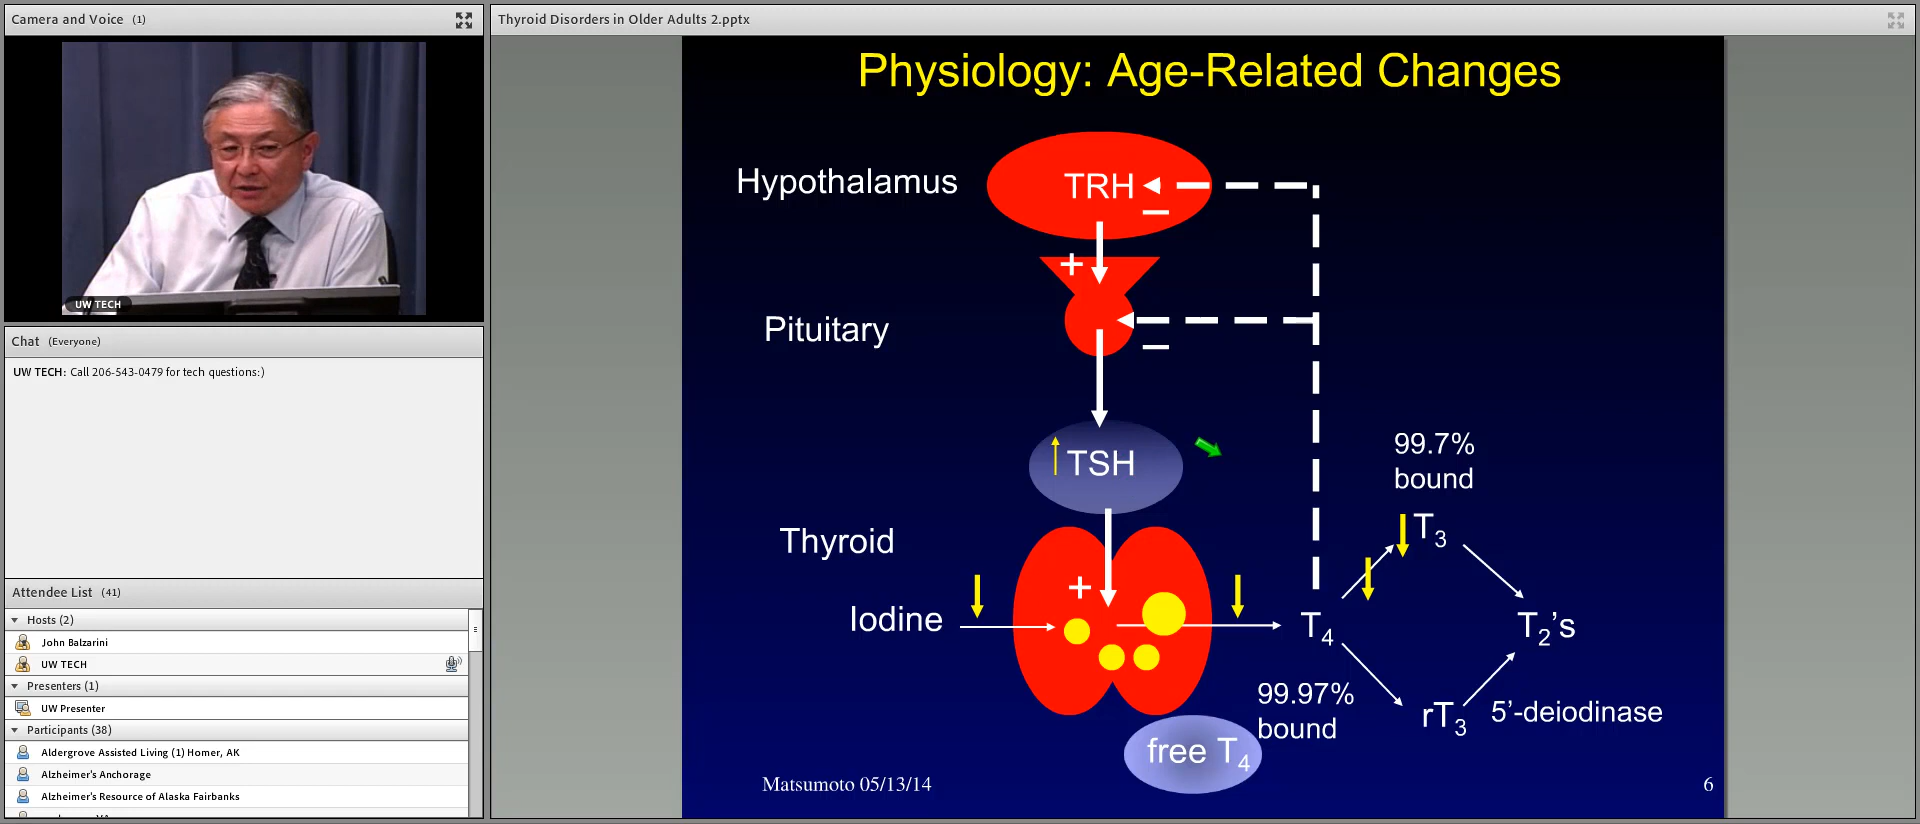 Camera and Voice (1)
UW TECH
Chat (Everyone)
UW TECH: Call 206-543-0479 for tech questions:)
Attendee List (41)
Hosts (2)
John Balzarini
UW TECH
Presenters (1)
UW Presenter
Participants (38)
Aldergrove Assisted Living (1) Homer, AK
Alzheimer's Anchorage
Alzheimer's Resource of Alaska Fairbanks
Thyroid Disorders in Older Adults 2.pptx
Physiology: Age-Related Changes
Hypothalamus
TRH
–
+
Pituitary
–
TSH
99.7%
bound
Thyroid
T3
+
Iodine
T4
T2's
99.97%
bound
rT3
5'-deiodinase
free T4
Matsumoto 05/13/14
6